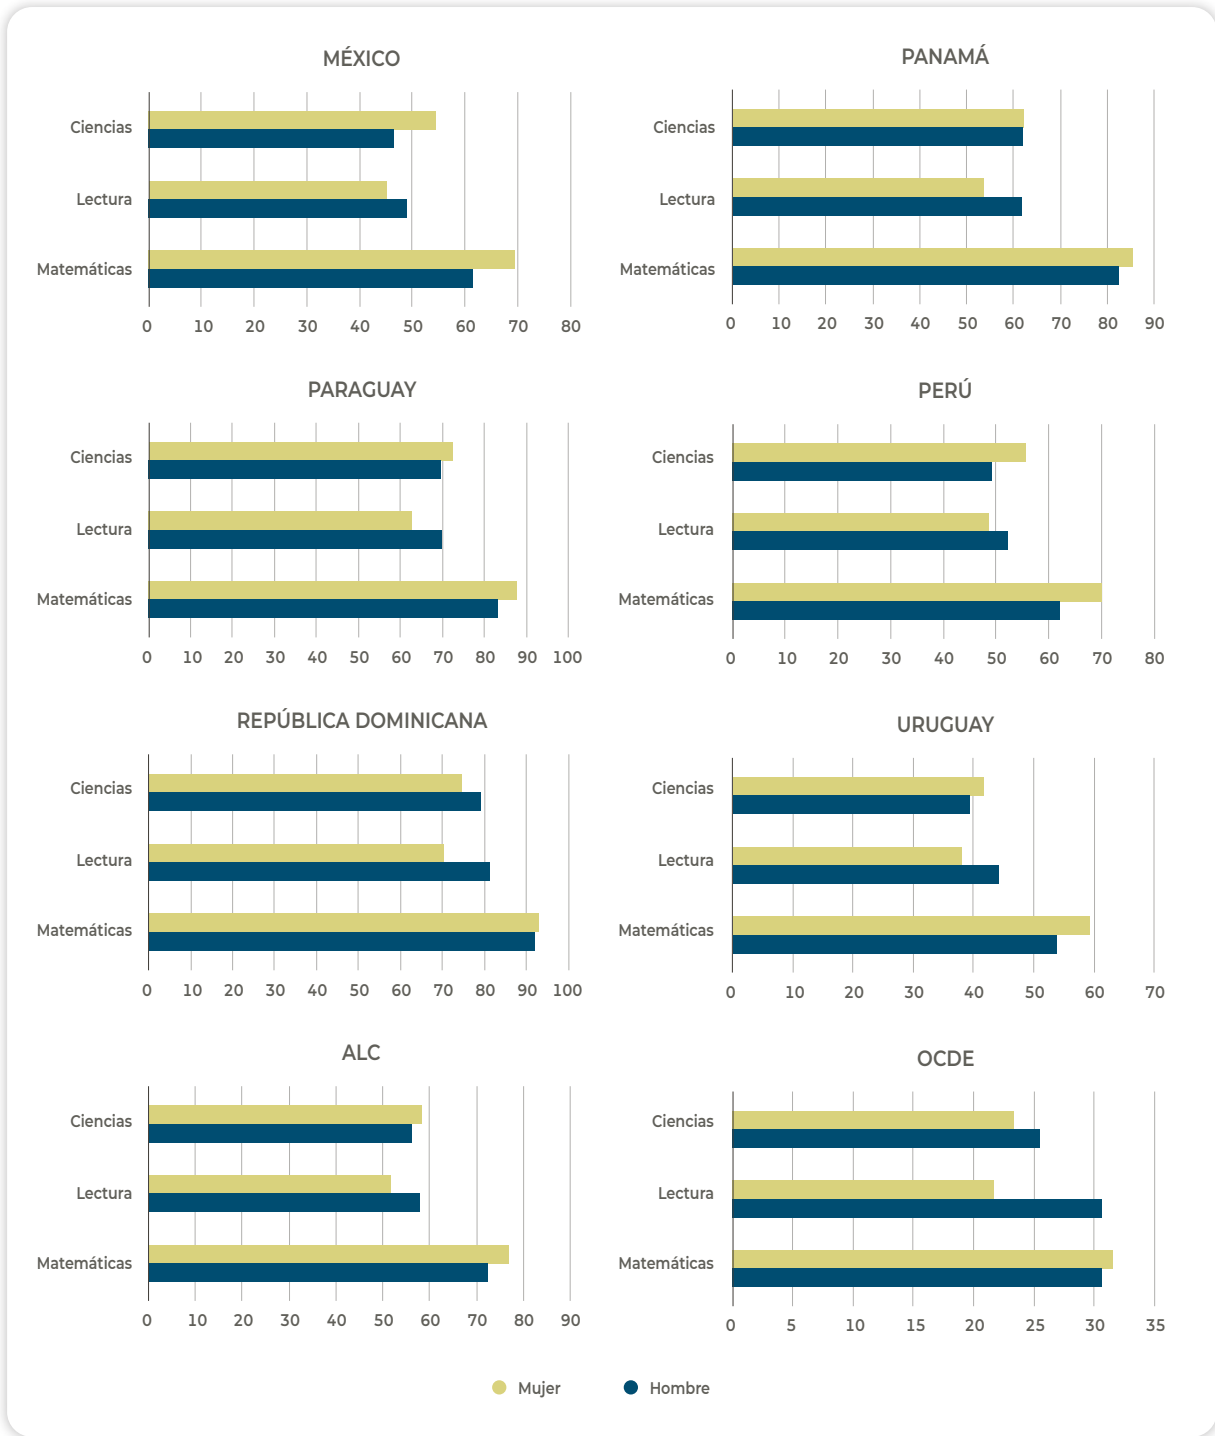 MÉXICO
Ciencias
Lectura
Matemáticas
0 10 20 30 40 50 60 70 80
PANAMÁ
Ciencias
Lectura
Matemáticas
0 10 20 30 40 50 60 70 80 90
PARAGUAY
Ciencias
Lectura
Matemáticas
0 10 20 30 40 50 60 70 80 90 100
PERÚ
Ciencias
Lectura
Matemáticas
0 10 20 30 40 50 60 70 80
REPÚBLICA DOMINICANA
Ciencias
Lectura
Matemáticas
0 10 20 30 40 50 60 70 80 90 100
URUGUAY
Ciencias
Lectura
Matemáticas
0 10 20 30 40 50 60 70
ALC
Ciencias
Lectura
Matemáticas
0 10 20 30 40 50 60 70 80 90
OCDE
Ciencias
Lectura
Matemáticas
0 5 10 15 20 25 30 35
Mujer Hombre